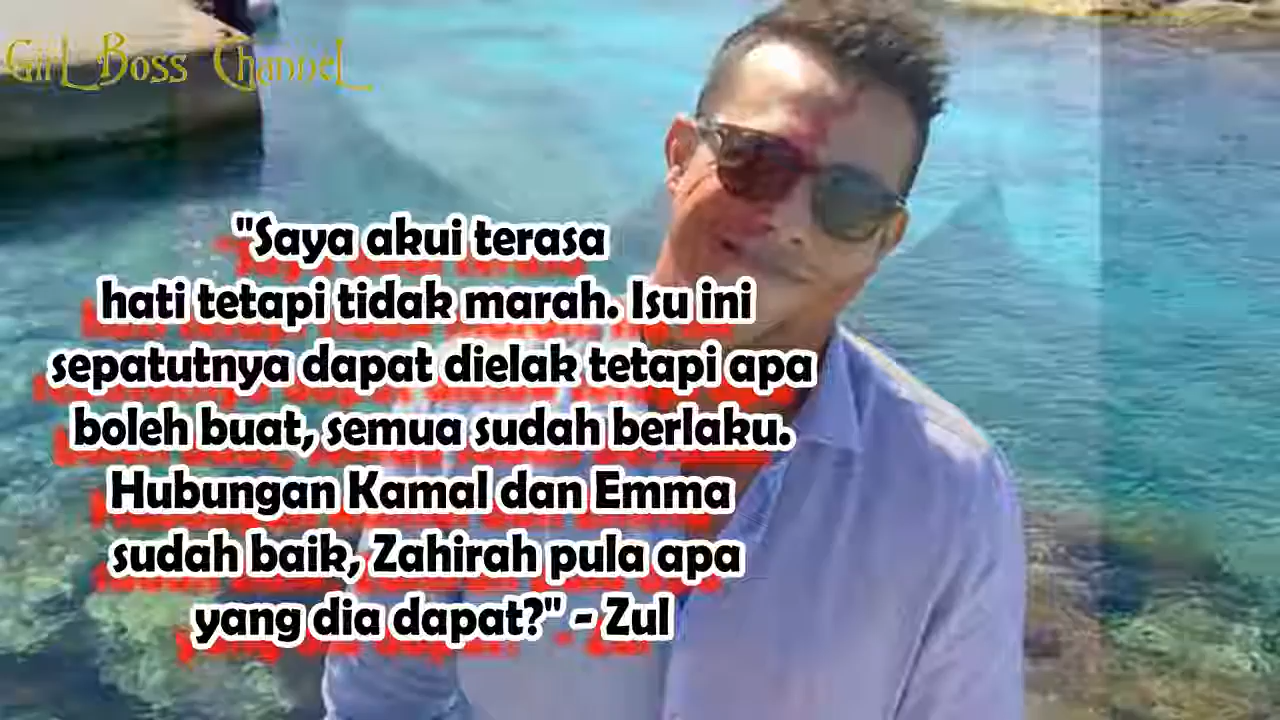 Girl Boss Channel
"Saya akui terasa
hati tetapi tidak marah. Isu ini
sepatutnya dapat dielak tetapi apa
boleh buat, semua sudah berlaku.
Hubungan Kamal dan Emma
sudah baik, Zahirah pula apa
yang dia dapat?" - Zul